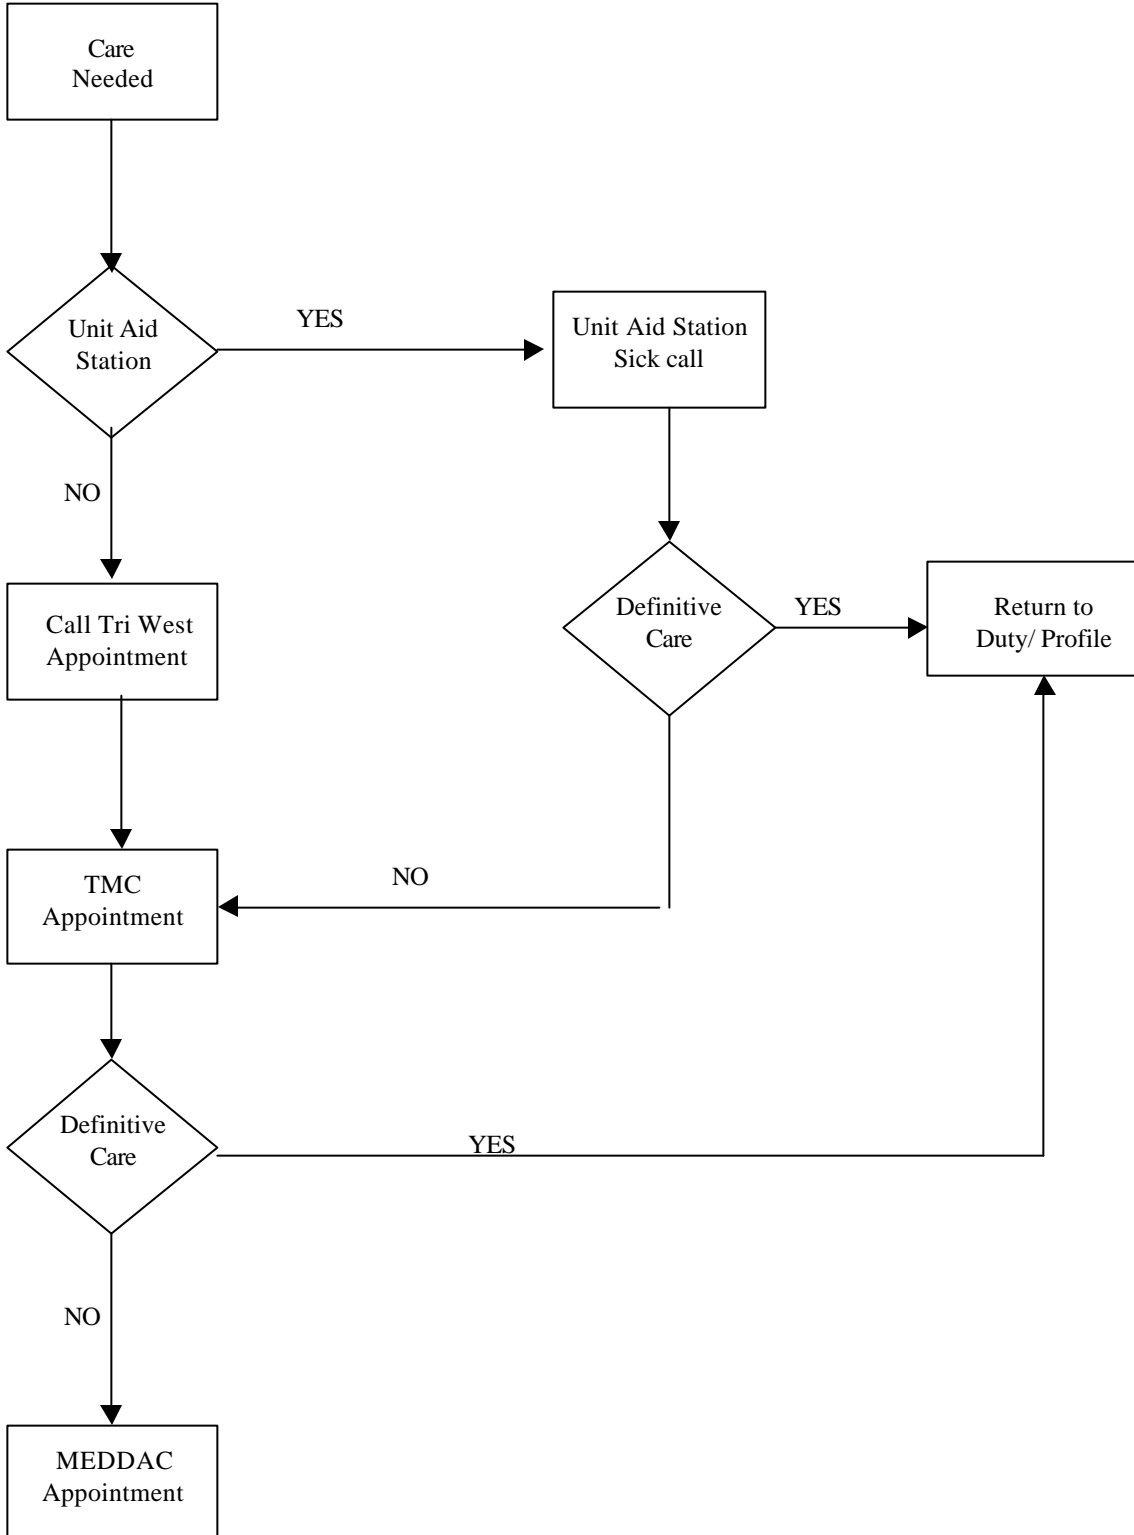 Care
Needed
Unit Aid
Station
YES
Unit Aid Station
Sick call
NO
Call Tri West
Appointment
Definitive
Care
YES
Return to
Duty/ Profile
TMC
Appointment
NO
Definitive
Care
YES
NO
MEDDAC
Appointment